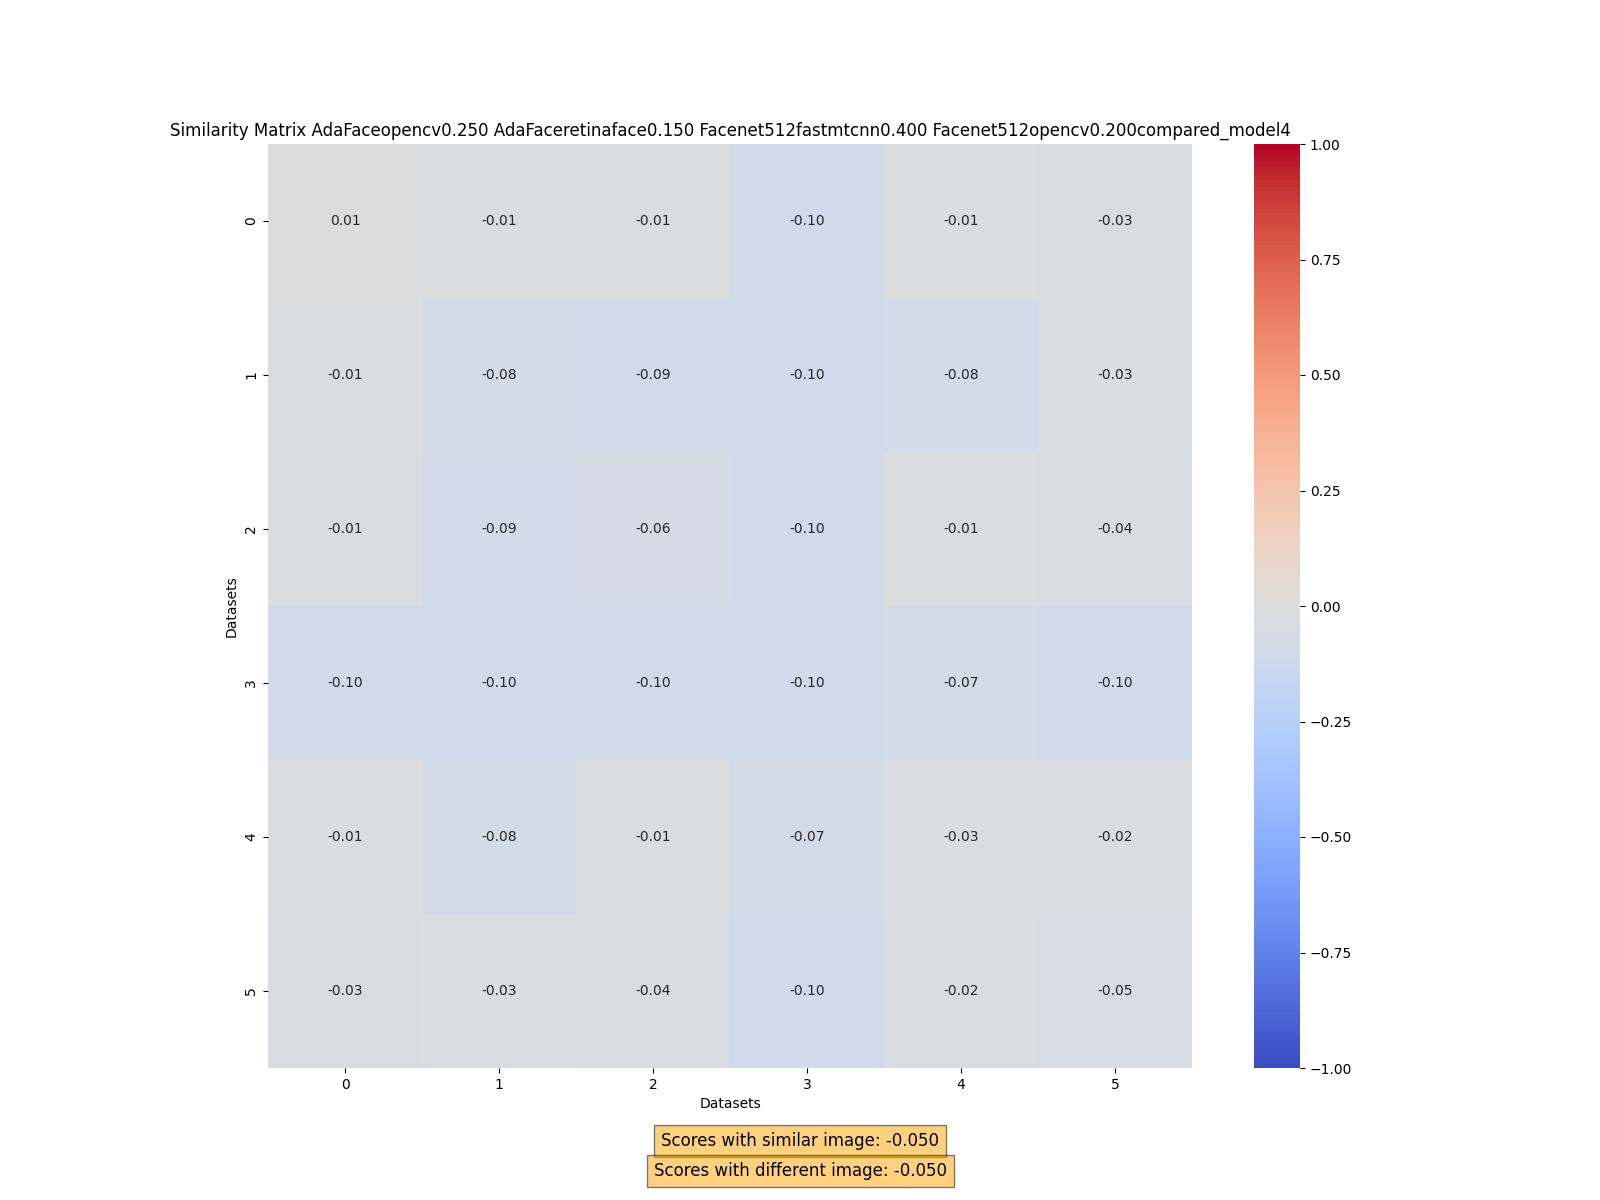 Similarity Matrix AdaFaceopencv0.250 AdaFaceretinaface0.150 Facenet512fastmtcnn0.400 Facenet512opencv0.200compared_model4
0 0.01 -0.01 -0.01 -0.10 -0.01 -0.03
1 -0.01 -0.08 -0.09 -0.10 -0.08 -0.03
2 -0.01 -0.09 -0.06 -0.10 -0.01 -0.04
3 -0.10 -0.10 -0.10 -0.10 -0.07 -0.10
4 -0.01 -0.08 -0.01 -0.07 -0.03 -0.02
5 -0.03 -0.03 -0.04 -0.10 -0.02 -0.05
0 1 2 3 4 5
Datasets
Datasets
1.00
0.75
0.50
0.25
0.00
−0.25
−0.50
−0.75
−1.00
Scores with similar image: -0.050
Scores with different image: -0.050